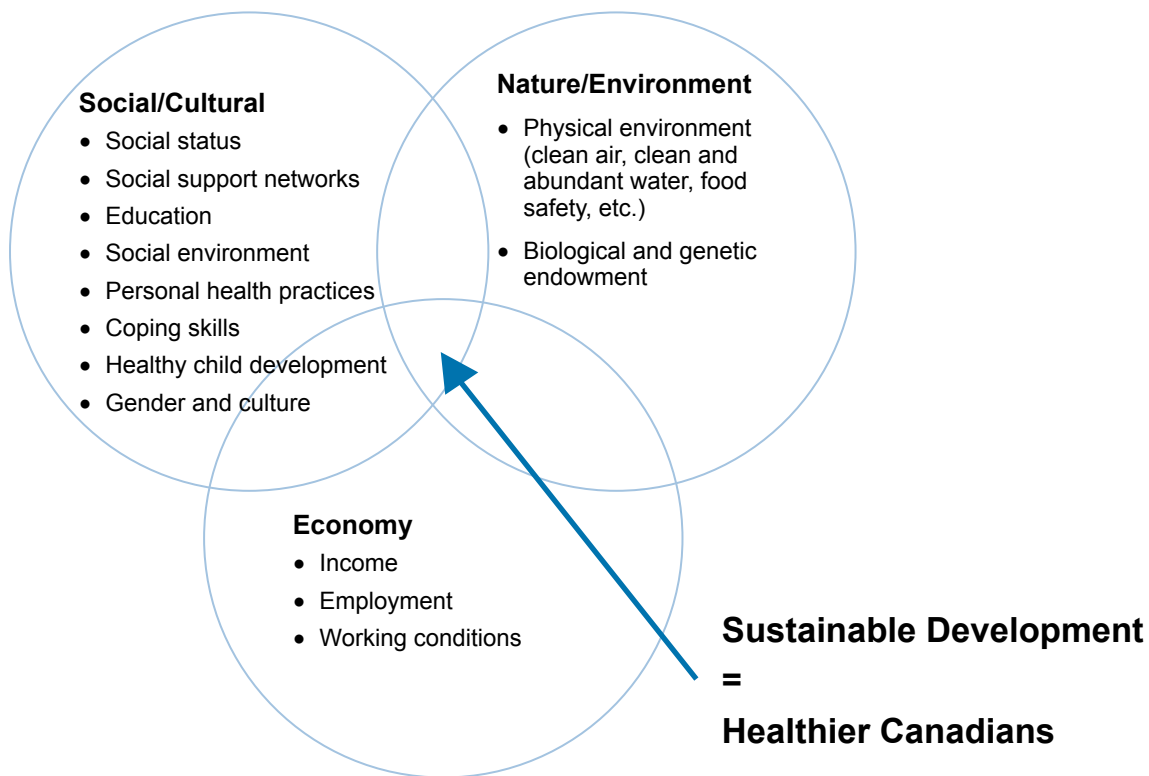 Social/Cultural
• Social status
• Social support networks
• Education
• Social environment
• Personal health practices
• Coping skills
• Healthy child development
• Gender and culture
Nature/Environment
• Physical environment
(clean air, clean and
abundant water, food
safety, etc.)
• Biological and genetic
endowment
Economy
• Income
• Employment
• Working conditions
Sustainable Development
=
Healthier Canadians